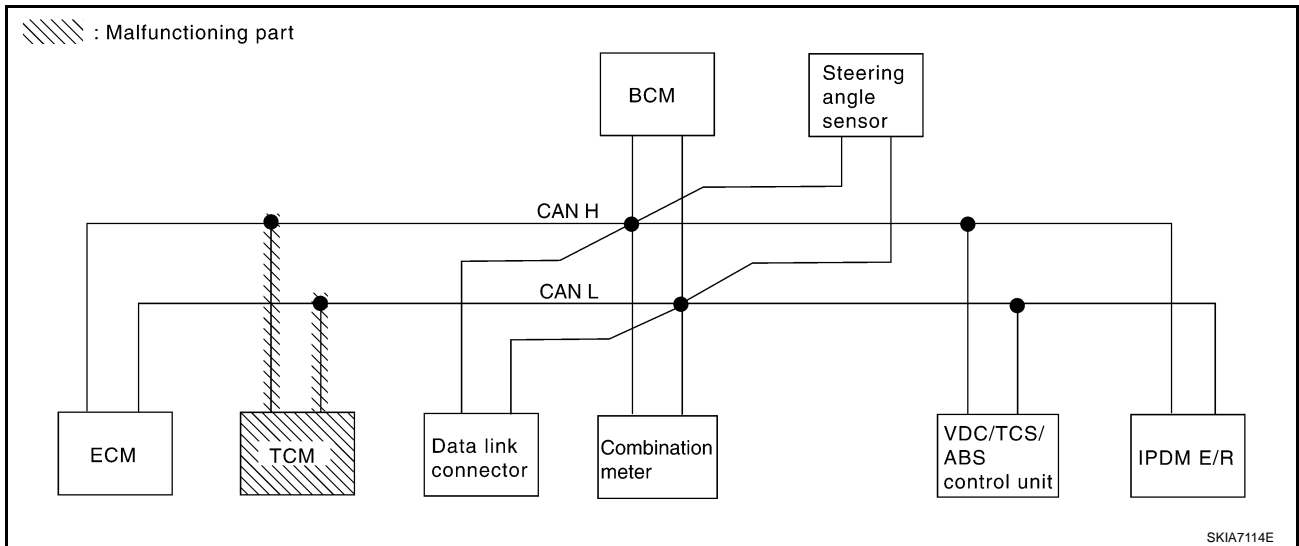 : Malfunctioning part
BCM
Steering
angle
sensor
CAN H
CAN L
ECM
TCM
Data link
connector
Combination
meter
VDC/TCS/
ABS
control unit
IPDM E/R
SKIA7114E